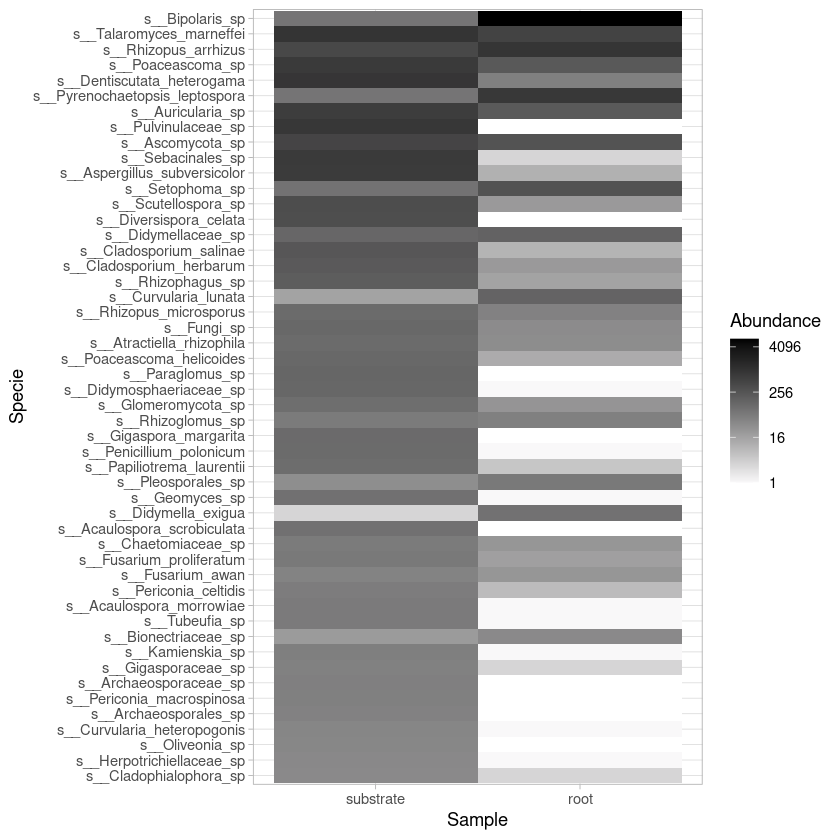 s__Bipolaris_sp
s__Talaromyces_marneffei
s__Rhizopus_arrhizus
s__Poaceascoma_sp
s__Dentiscutata_heterogama
s__Pyrenochaetopsis_leptospora
s__Auricularia_sp
s__Pulvinulaceae_sp
s__Ascomycota_sp
s__Sebacinales_sp
s__Aspergillus_subversicolor
s__Setophoma_sp
s__Scutellospora_sp
s__Diversispora_celata
s__Didymellaceae_sp
s__Cladosporium_salinae
s__Cladosporium_herbarum
s__Rhizophagus_sp
s__Curvularia_lunata
s__Rhizopus_microsporus
s__Fungi_sp
s__Atractiella_rhizophila
s__Poaceascoma_helicoides
s__Paraglomus_sp
s__Didymosphaeriaceae_sp
s__Glomeromycota_sp
s__Rhizoglomus_sp
s__Gigaspora_margarita
s__Penicillium_polonicum
s__Papiliotrema_laurentii
s__Pleosporales_sp
s__Geomyces_sp
s__Didymella_exigua
s__Acaulospora_scrobiculata
s__Chaetomiaceae_sp
s__Fusarium_proliferatum
s__Fusarium_awan
s__Periconia_celtidis
s__Acaulospora_morrowiae
s__Tubeufia_sp
s__Bionectriaceae_sp
s__Kamienskia_sp
s__Gigasporaceae_sp
s__Archaeosporaceae_sp
s__Periconia_macrospinosa
s__Archaeosporales_sp
s__Curvularia_heteropogonis
s__Oliveonia_sp
s__Herpotrichiellaceae_sp
s__Cladophialophora_sp
Specie
substrate
root
Sample
Abundance
4096
256
16
1